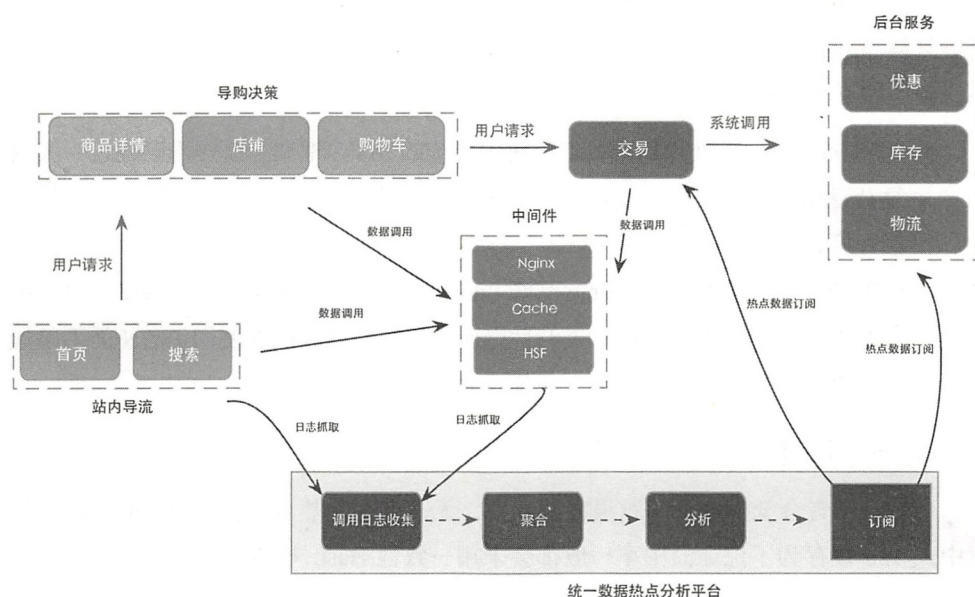 后台服务
优惠
库存
物流
导购决策
商品详情
店铺
购物车
用户请求
交易
系统调用
中间件
Nginx
Cache
HSF
数据调用
数据调用
用户请求
数据调用
首页
搜索
站内导流
热点数据订阅
热点数据订阅
日志抓取
日志抓取
调用日志收集
聚合
分析
订阅
统一数据热点分析平台